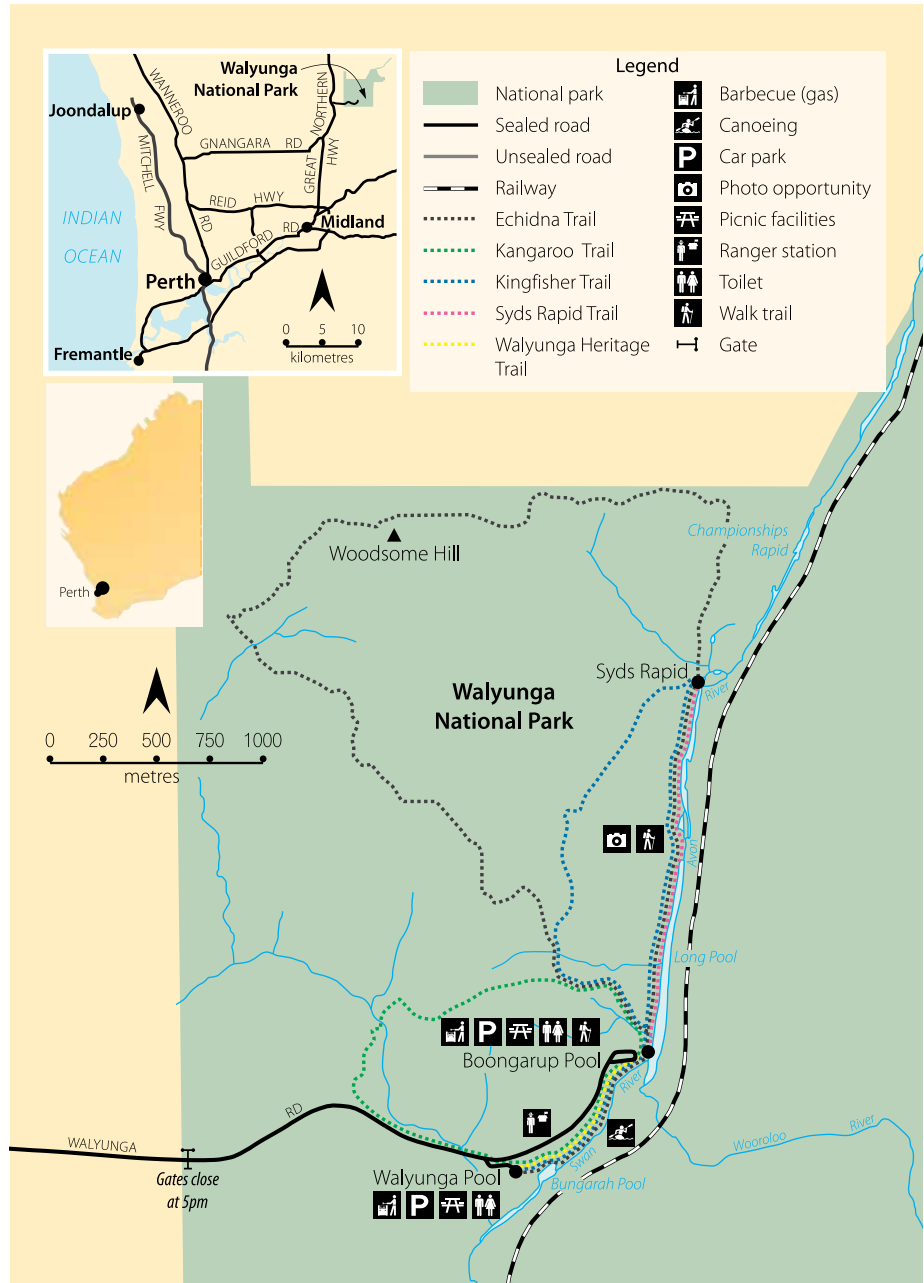 Walyunga
National Park
Joondalup
WANNEROO
RD
MITCHELL
FWY
GNANGARA RD
GREAT
NORTHERN
HWY
REID HWY
GUILDFORD RD
Midland
INDIAN
OCEAN
Perth
Fremantle
0 5 10
kilometres
Legend
National park
Sealed road
Unsealed road
Railway
Echidna Trail
Kangaroo Trail
Kingfisher Trail
Syds Rapid Trail
Walyunga Heritage
Trail
Barbecue (gas)
Canoeing
P
Car park
Photo opportunity
Picnic facilities
Ranger station
Toilet
Walk trail
Gate
Perth
Championships
Rapid
Woodsome Hill
Syds Rapid
River
Walyunga
National Park
0 250 500 750 1000
metres
Avon
Long Pool
P
Boongarup Pool
River
WALYUNGA
RD
Gates close
at 5pm
Swan
Wooroloo River
Walyunga Pool
Bungarah Pool
P